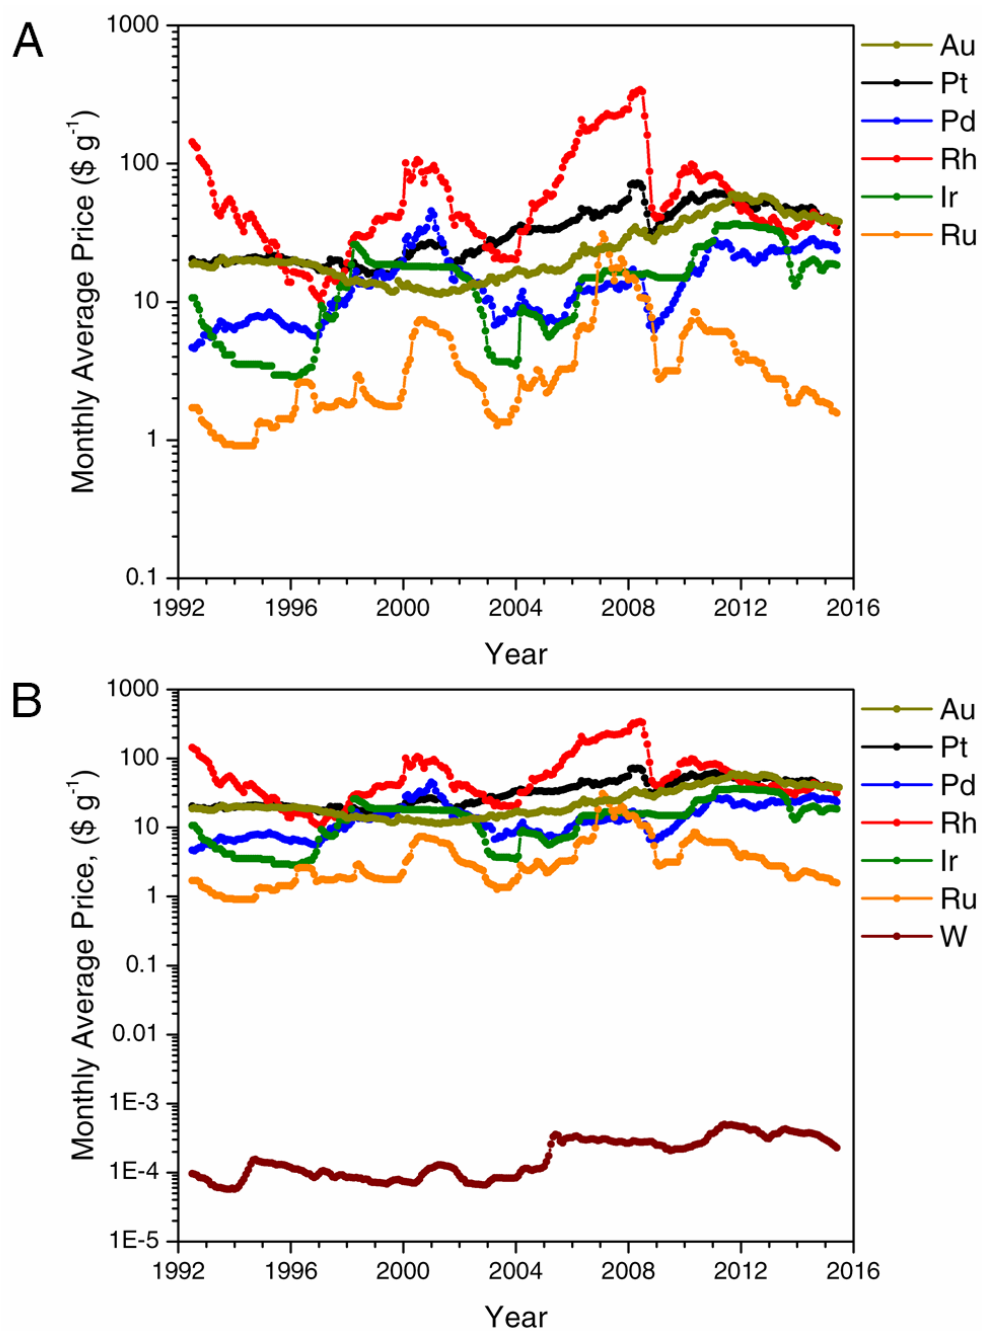 A
Monthly Average Price ($ g-1)
1000
100
10
1
0.1
1992 1996 2000 2004 2008 2012 2016
Year
Au
Pt
Pd
Rh
Ir
Ru
B
Monthly Average Price, ($ g-1)
1000
100
10
1
0.1
0.01
1E-3
1E-4
1E-5
1992 1996 2000 2004 2008 2012 2016
Year
Au
Pt
Pd
Rh
Ir
Ru
W